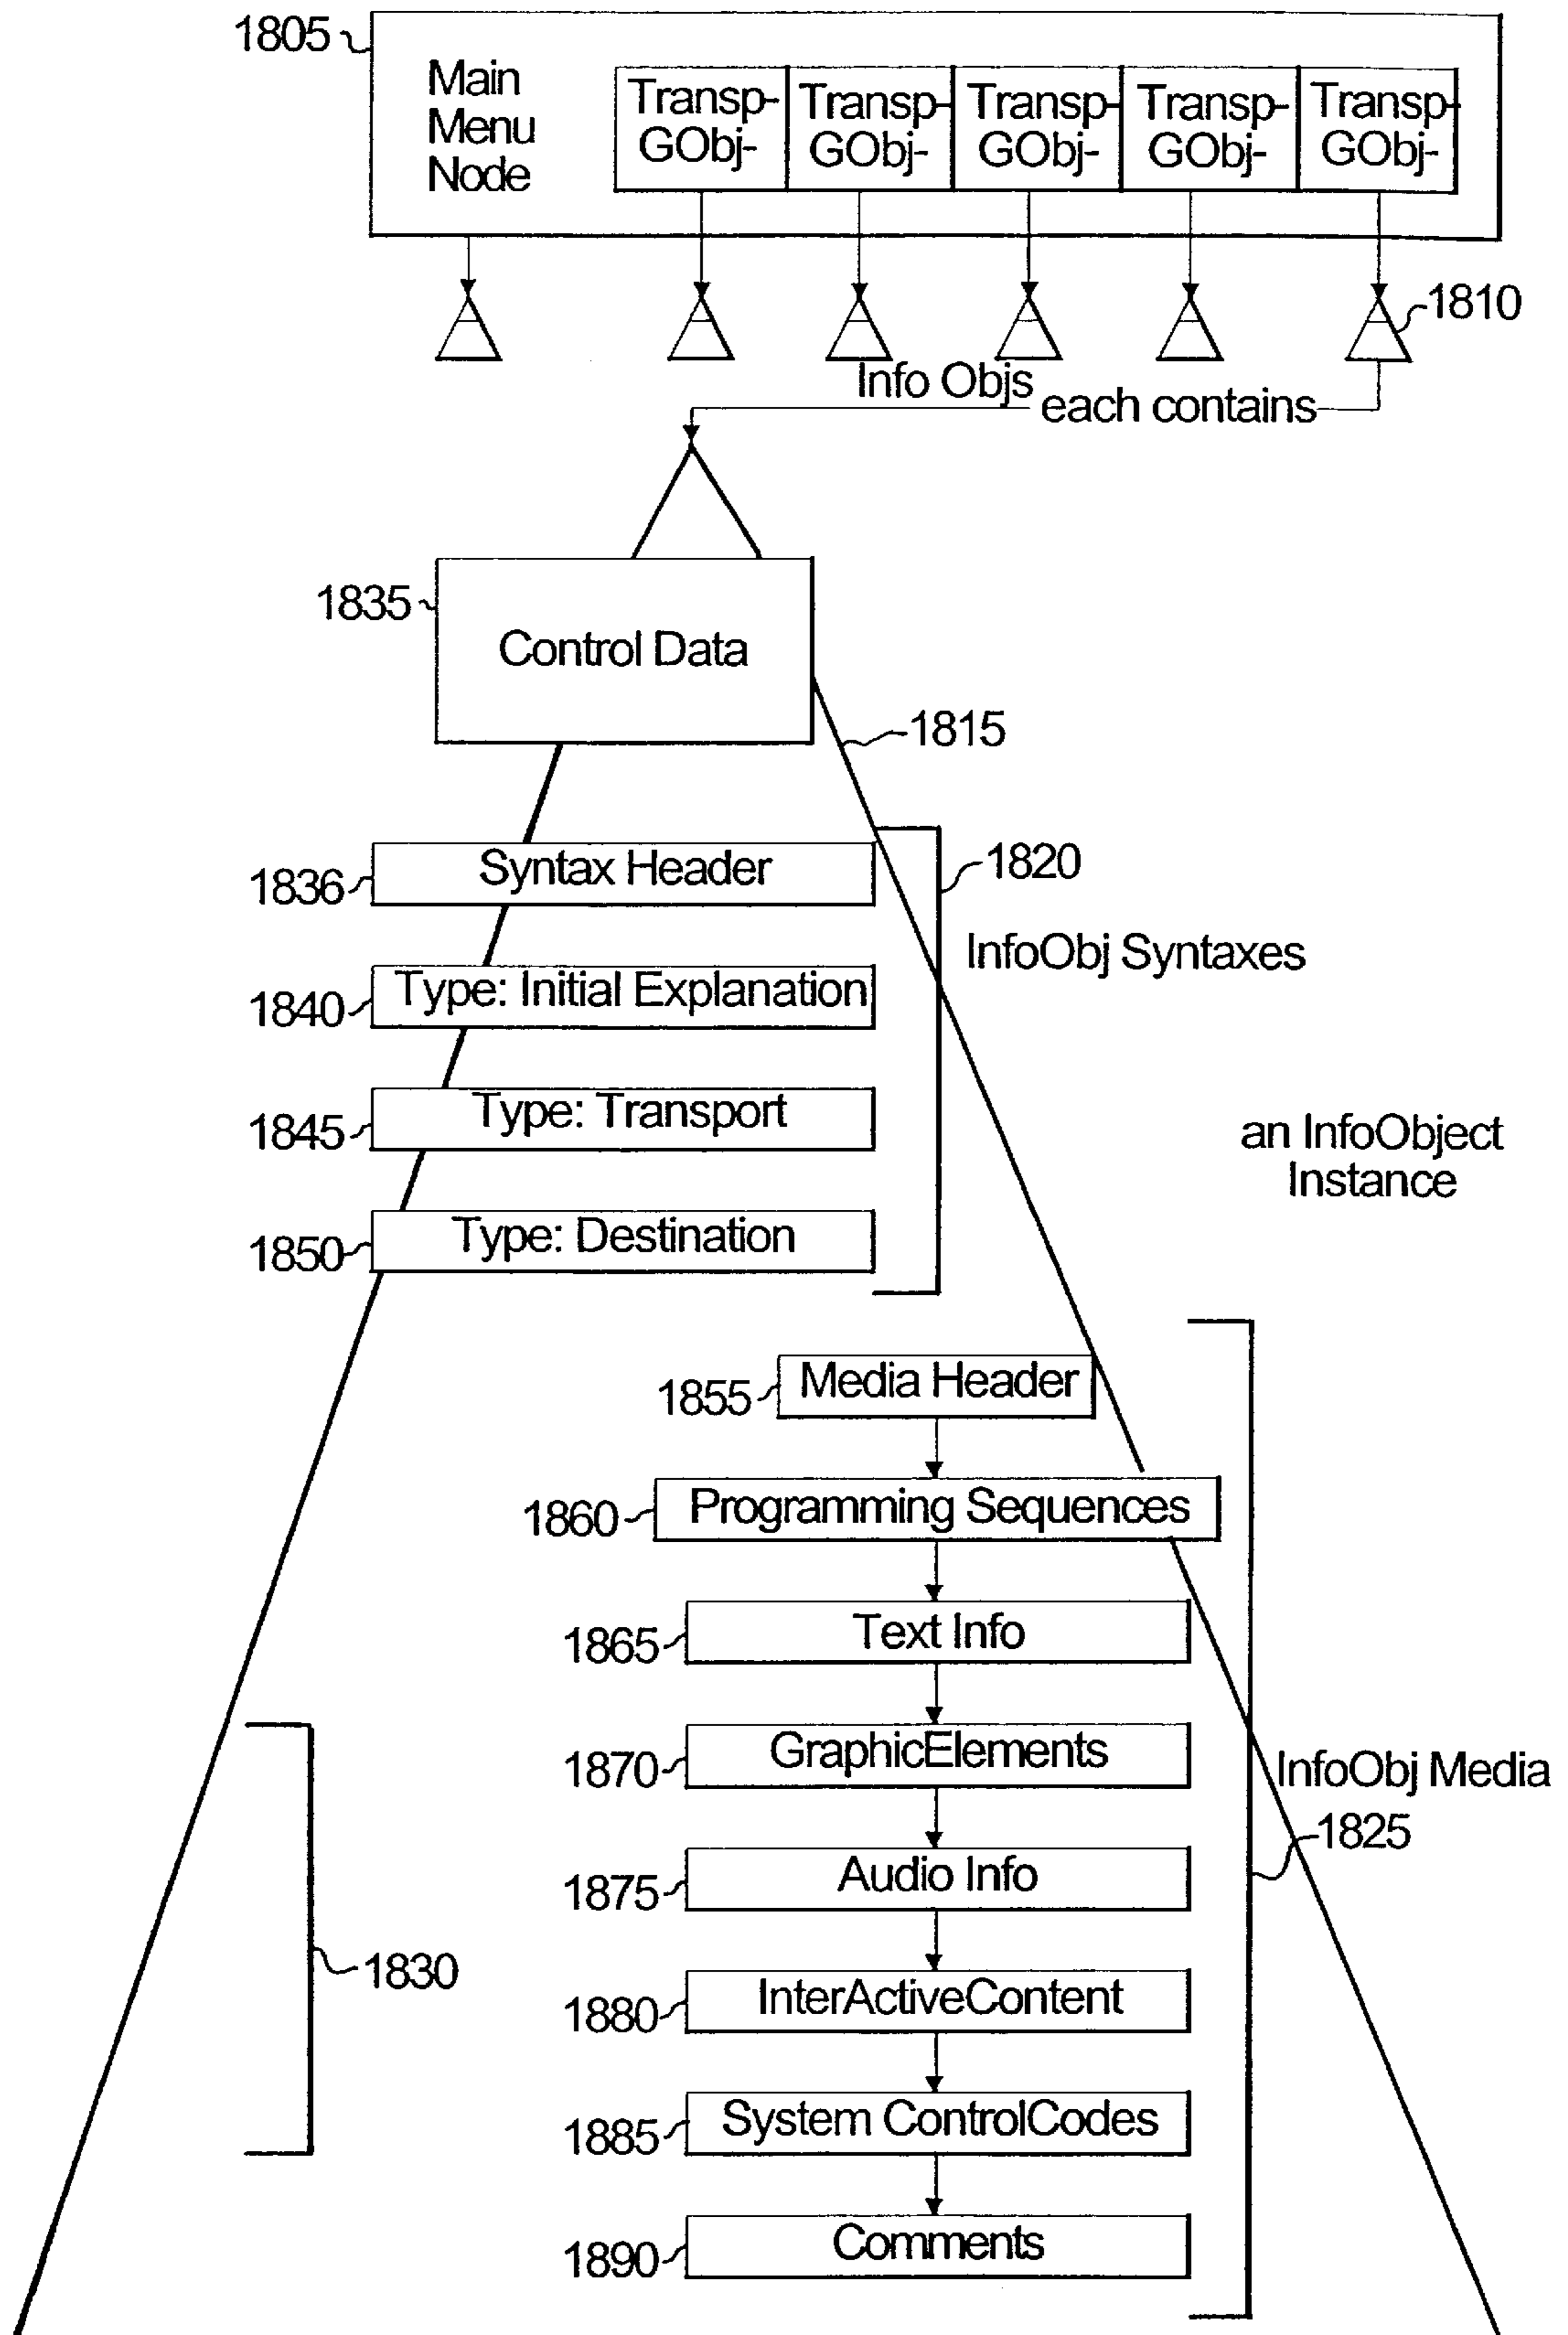 1805
Main
Menu
Node
Transp-
GObj-
Transp-
GObj-
Transp-
GObj-
Transp-
GObj-
Transp-
GObj-
1810
Info Objs
each contains
1835
Control Data
1815
1836
Syntax Header
1820
InfoObj Syntaxes
1840
Type: Initial Explanation
1845
Type: Transport
an InfoObject
Instance
1850
Type: Destination
1855
Media Header
1860
Programming Sequences
1865
Text Info
1870
GraphicElements
InfoObj Media
1825
1875
Audio Info
1830
1880
InterActiveContent
1885
System ControlCodes
1890
Comments